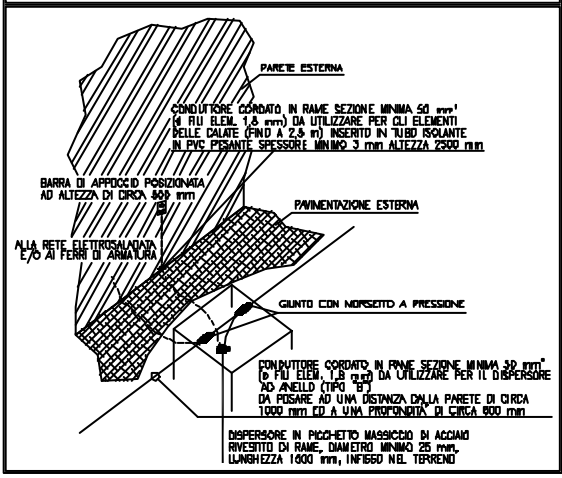 PARETE ESTERNA
CONDUTTORE CORDATO IN RAME SEZIONE MINIMA 50 mm²
(Ø FILI ELEM. 1,8 mm) DA UTILIZZARE PER GLI ELEMENTI
DELLE CALATE (FINO A 2,5 m) INSERITO IN TUBO ISOLANTE
IN PVC PESANTE SPESSORE MINIMO 3 mm ALTEZZA 2500 mm
BARRA DI APPOGGIO POSIZIONATA
AD ALTEZZA DI CIRCA 500 mm
PAVIMENTAZIONE ESTERNA
ALLA RETE ELETTROSALDATA
E/O AI FERRI DI ARMATURA
GIUNTO CON MORSETTO A PRESSIONE
CONDUTTORE CORDATO IN RAME SEZIONE MINIMA 50 mm²
(Ø FILI ELEM. 1,8 mm) DA UTILIZZARE PER IL DISPERSORE
AD ANELLO (TIPO "B")
DA POSARE AD UNA DISTANZA DALLA PARETE DI CIRCA
1000 mm ED A UNA PROFONDITA' DI CIRCA 600 mm
DISPERSORE IN PICCHETTO MASSICCIO DI ACCIAIO
RIVESTITO DI RAME, DIAMETRO MINIMO 25 mm,
LUNGHEZZA 1600 mm, INFISSO NEL TERRENO